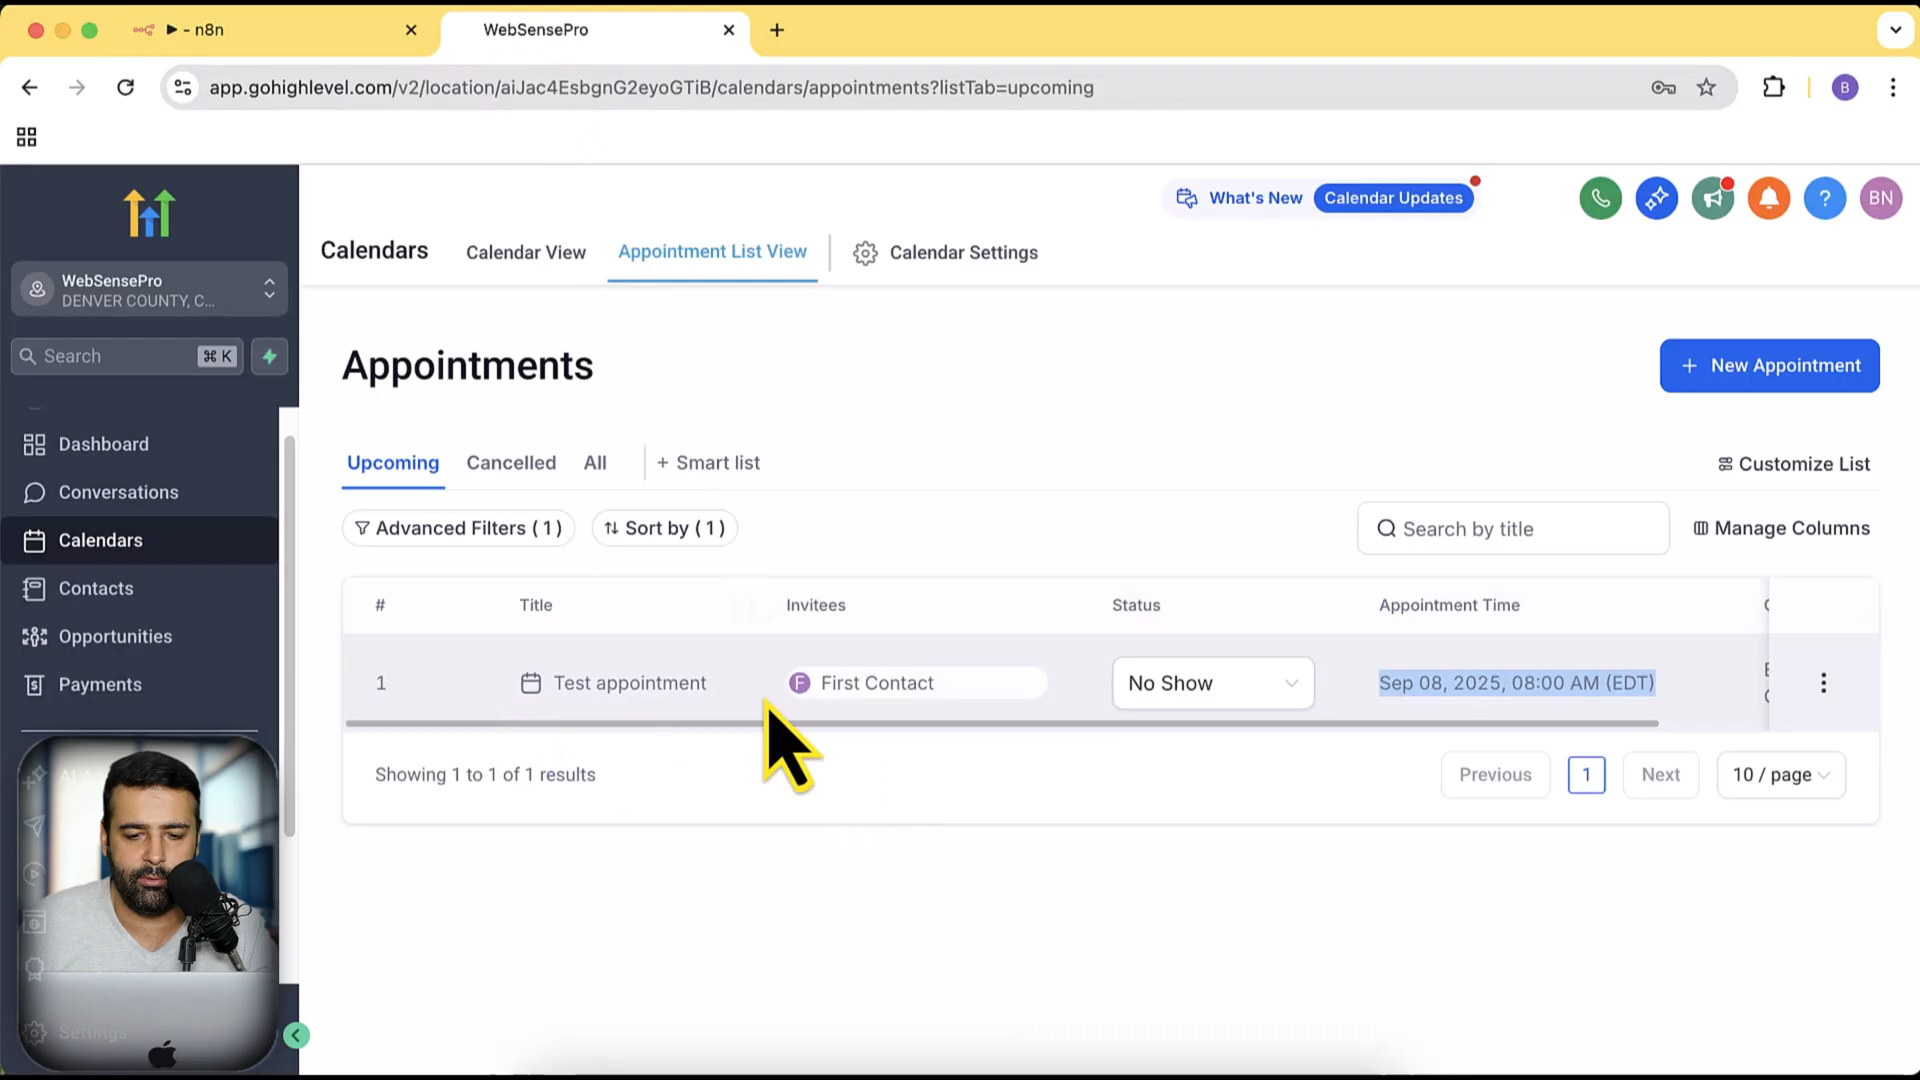 - n8n
WebSensePro
app.gohighlevel.com/v2/location/aiJac4EsbgnG2eyoGTiB/calendars/appointments?listTab=upcoming
B
What's New
Calendar Updates
BN
Calendars
Calendar View
Appointment List View
Calendar Settings
WebSensePro
DENVER COUNTY, C...
Search
⌘ K
Appointments
+ New Appointment
Dashboard
Conversations
Calendars
Contacts
Opportunities
Payments
Settings
Upcoming
Cancelled
All
+ Smart list
Customize List
Advanced Filters ( 1 )
Sort by ( 1 )
Search by title
Manage Columns
#
Title
Invitees
Status
Appointment Time
1
Test appointment
F First Contact
No Show
Sep 08, 2025, 08:00 AM (EDT)
Showing 1 to 1 of 1 results
Previous
1
Next
10 / page